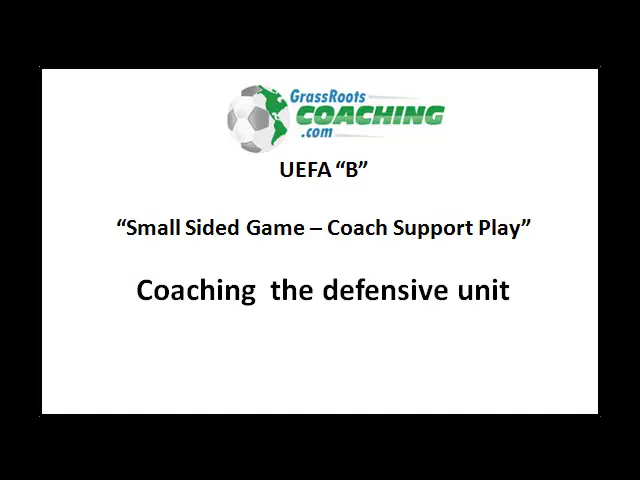 GrassRoots
COACHING
.com
UEFA “B”
“Small Sided Game – Coach Support Play”
Coaching  the defensive unit